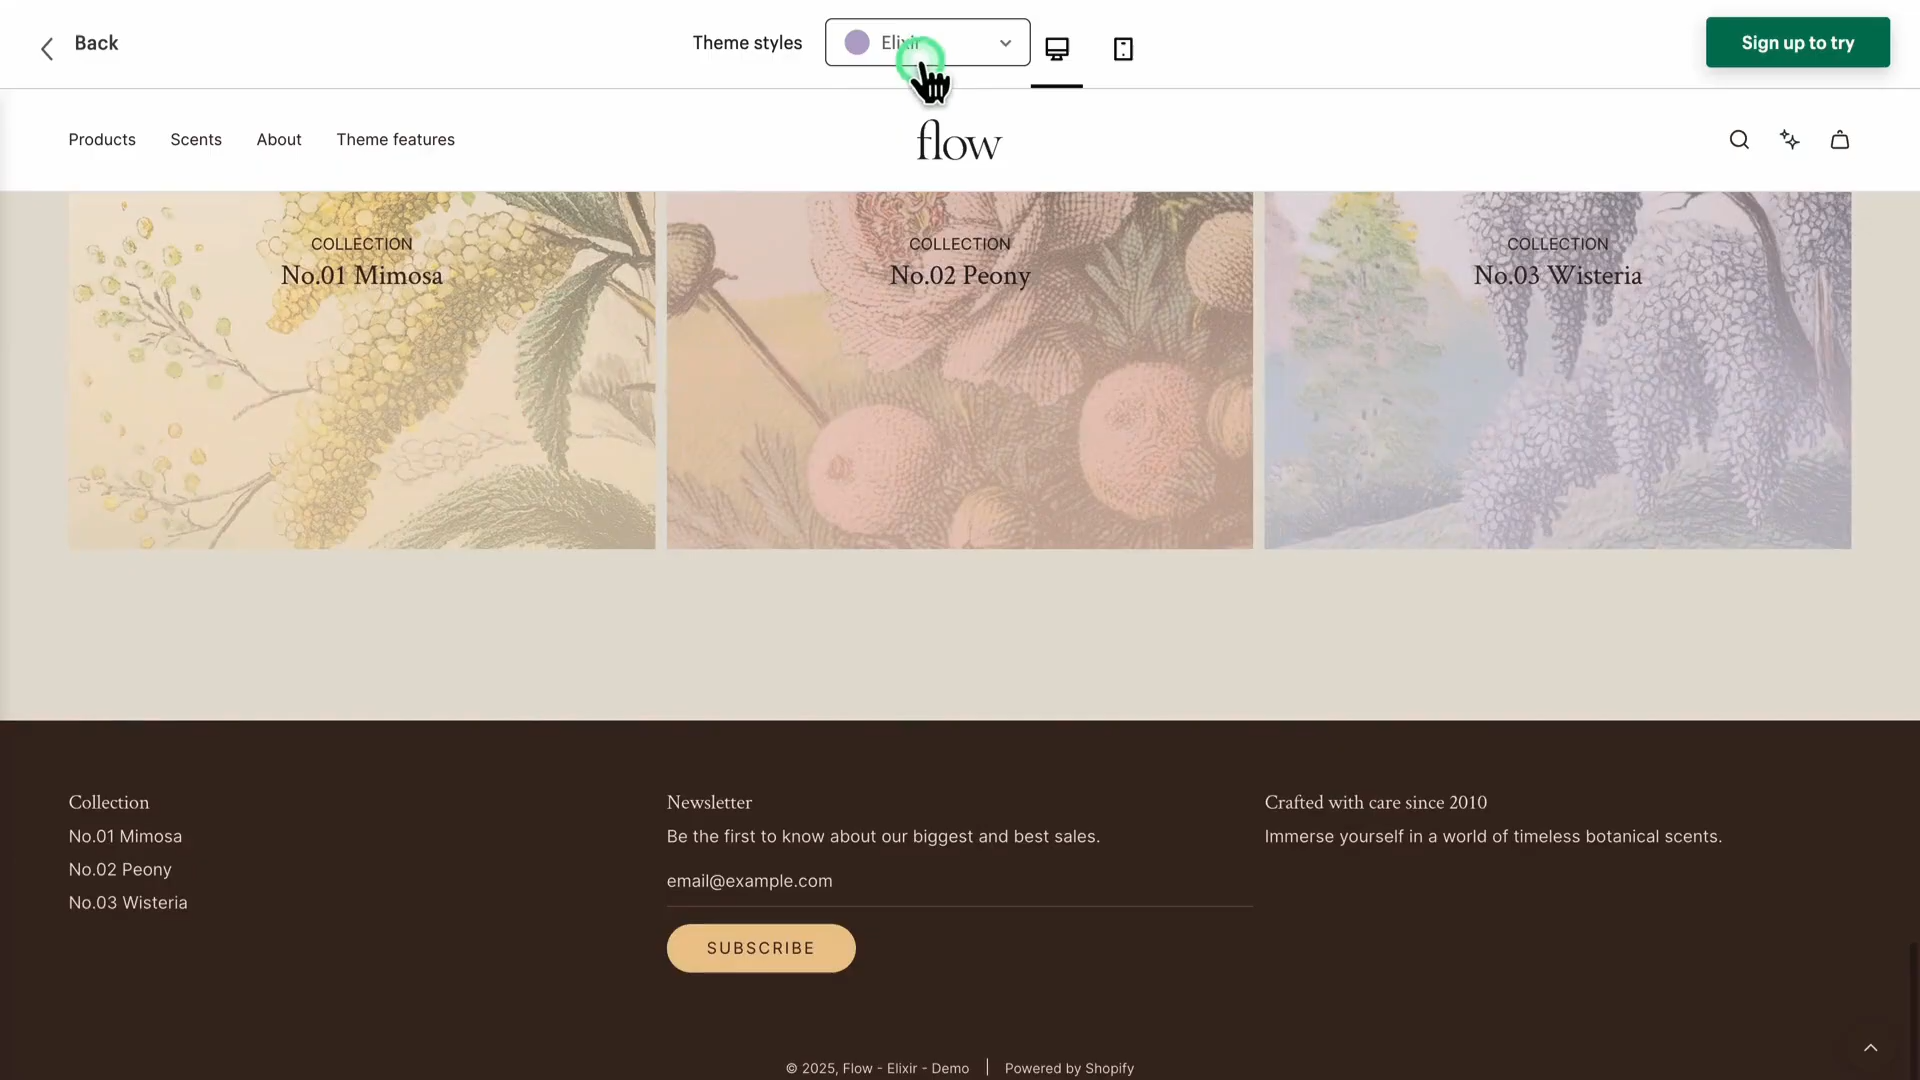 Back
Theme styles
Elixir
Sign up to try
Products
Scents
About
Theme features
flow
COLLECTION
No.01 Mimosa
COLLECTION
No.02 Peony
COLLECTION
No.03 Wisteria
Collection
No.01 Mimosa
No.02 Peony
No.03 Wisteria
Newsletter
Be the first to know about our biggest and best sales.
email@example.com
SUBSCRIBE
Crafted with care since 2010
Immerse yourself in a world of timeless botanical scents.
© 2025, Flow - Elixir - Demo
Powered by Shopify